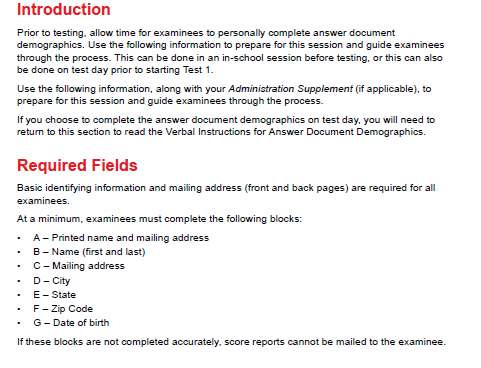 Introduction
Prior to testing, allow time for examinees to personally complete answer document
demographics. Use the following information to prepare for this session and guide examinees
through the process. This can be done in an in-school session before testing, or this can also
be done on test day prior to starting Test 1.
Use the following information, along with your Administration Supplement (if applicable), to
prepare for this session and guide examinees through the process.
If you choose to complete the answer document demographics on test day, you will need to
return to this section to read the Verbal Instructions for Answer Document Demographics.
Required Fields
Basic identifying information and mailing address (front and back pages) are required for all
examinees.
At a minimum, examinees must complete the following blocks:
• A – Printed name and mailing address
• B – Name (first and last)
• C – Mailing address
• D – City
• E – State
• F – Zip Code
• G – Date of birth
If these blocks are not completed accurately, score reports cannot be mailed to the examinee.